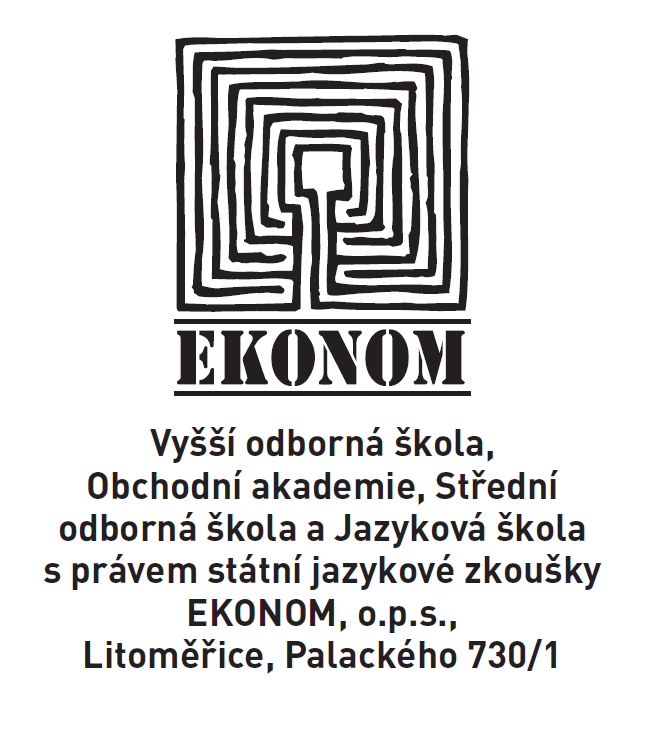 EKONOM
Vyšší odborná škola,
Obchodní akademie, Střední
odborná škola a Jazyková škola
s právem státní jazykové zkoušky
EKONOM, o.p.s.,
Litoměřice, Palackého 730/1